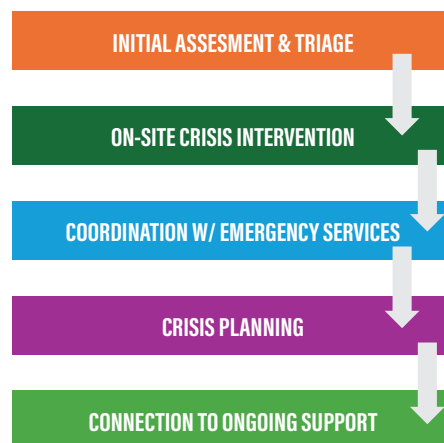 INITIAL ASSESMENT & TRIAGE
ON-SITE CRISIS INTERVENTION
COORDINATION W/ EMERGENCY SERVICES
CRISIS PLANNING
CONNECTION TO ONGOING SUPPORT